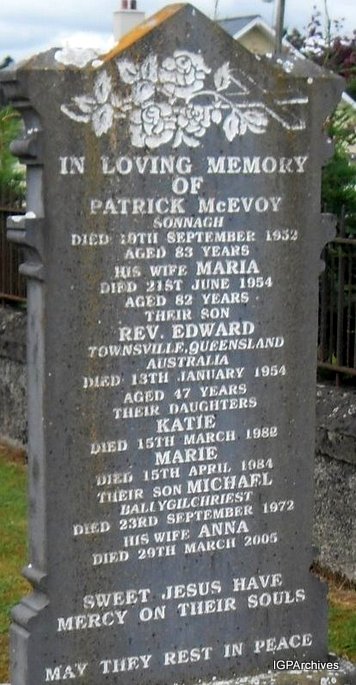 IN LOVING MEMORY
OF
PATRICK McEVOY
SONNAGH
DIED 19TH SEPTEMBER 1952
AGED 83 YEARS
HIS WIFE MARIA
DIED 21ST JUNE 1954
AGED 82 YEARS
THEIR SON
REV. EDWARD
TOWNSVILLE, QUEENSLAND
AUSTRALIA
DIED 13TH JANUARY 1954
AGED 47 YEARS
THEIR DAUGHTERS
KATIE
DIED 15TH MARCH 1982
MARIE
DIED 15TH APRIL 1984
THEIR SON MICHAEL
BALLYGILCHRIEST
DIED 23RD SEPTEMBER 1972
HIS WIFE ANNA
DIED 29TH MARCH 2005
SWEET JESUS HAVE
MERCY ON THEIR SOULS
MAY THEY REST IN PEACE
IGPArchives